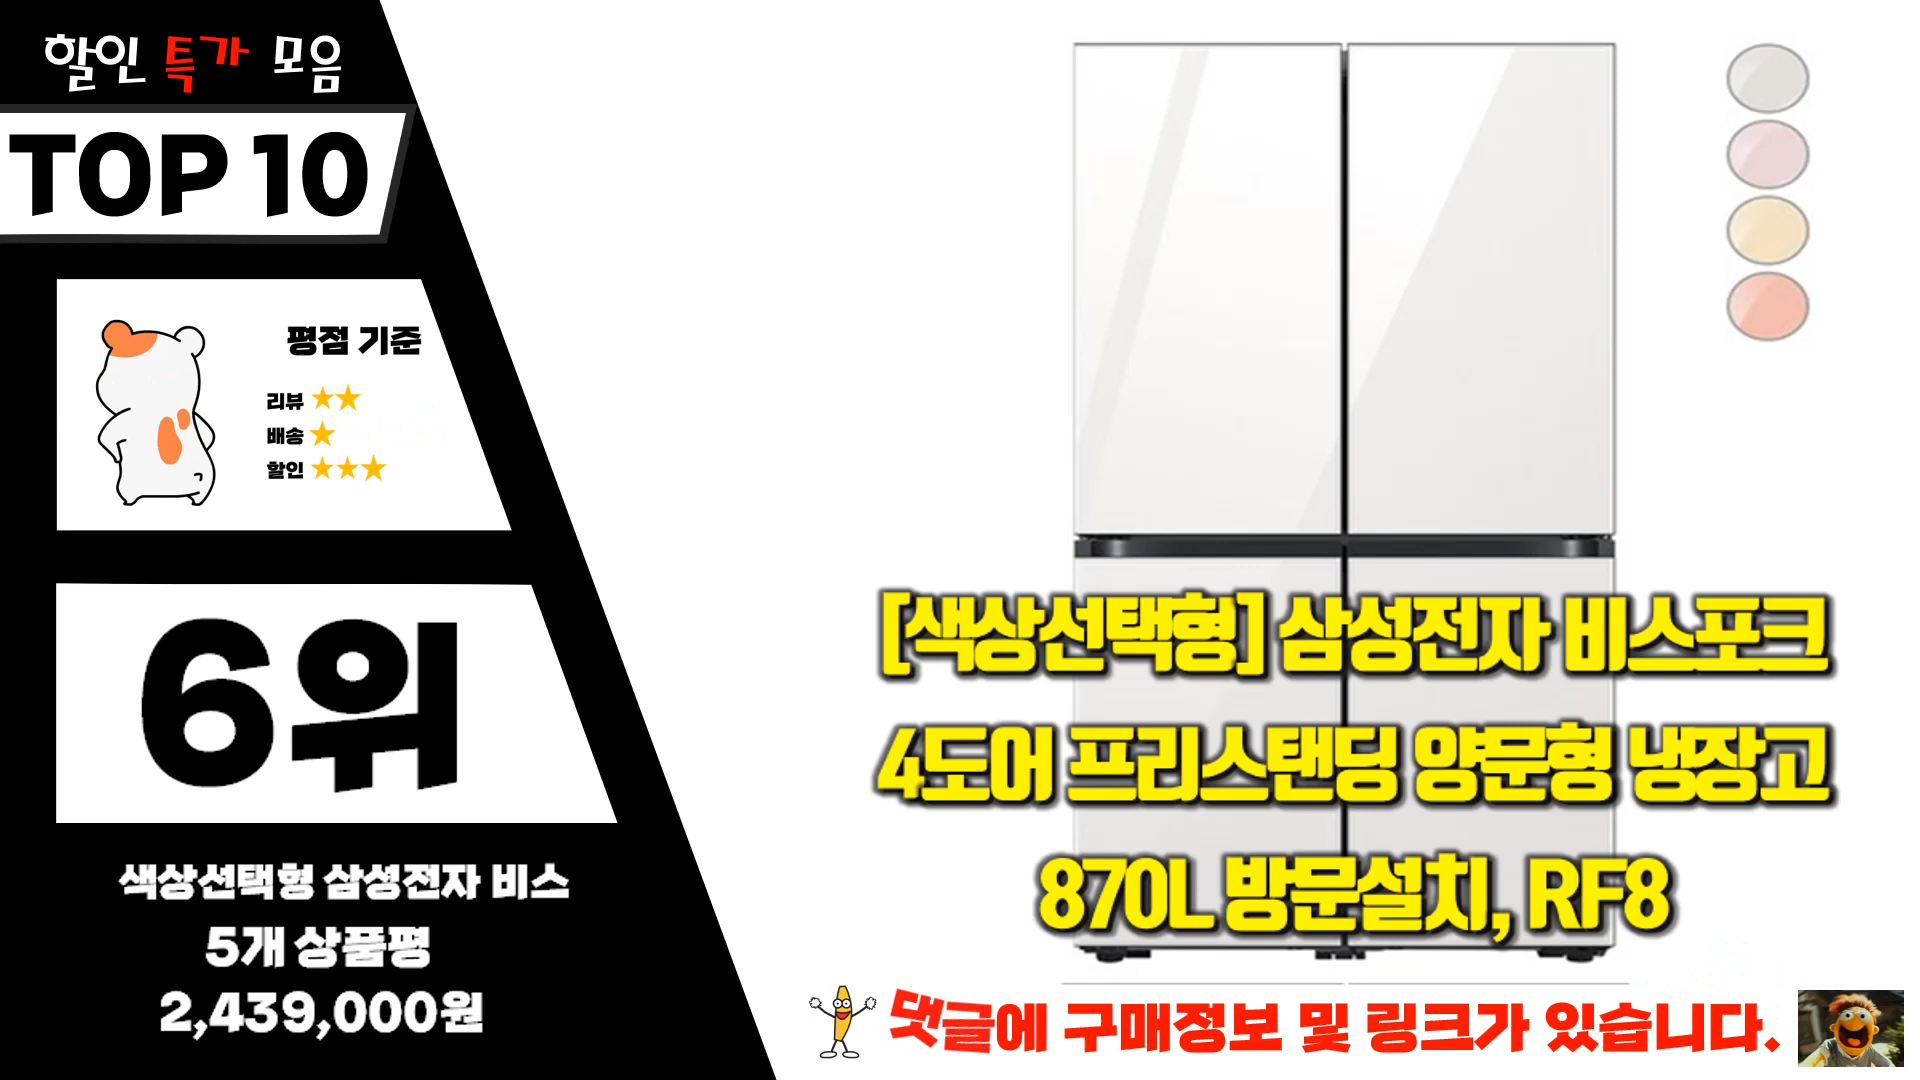 할인 특가 모음
TOP 10
평점 기준
리뷰 ★★
배송 ★
할인 ★★★
6위
색상선택형 삼성전자 비스
5개 상품평
2,439,000원
[색상선택형] 삼성전자 비스포크
4도어 프리스탠딩 양문형 냉장고
870L 방문설치, RF8
댓글에 구매정보 및 링크가 있습니다.